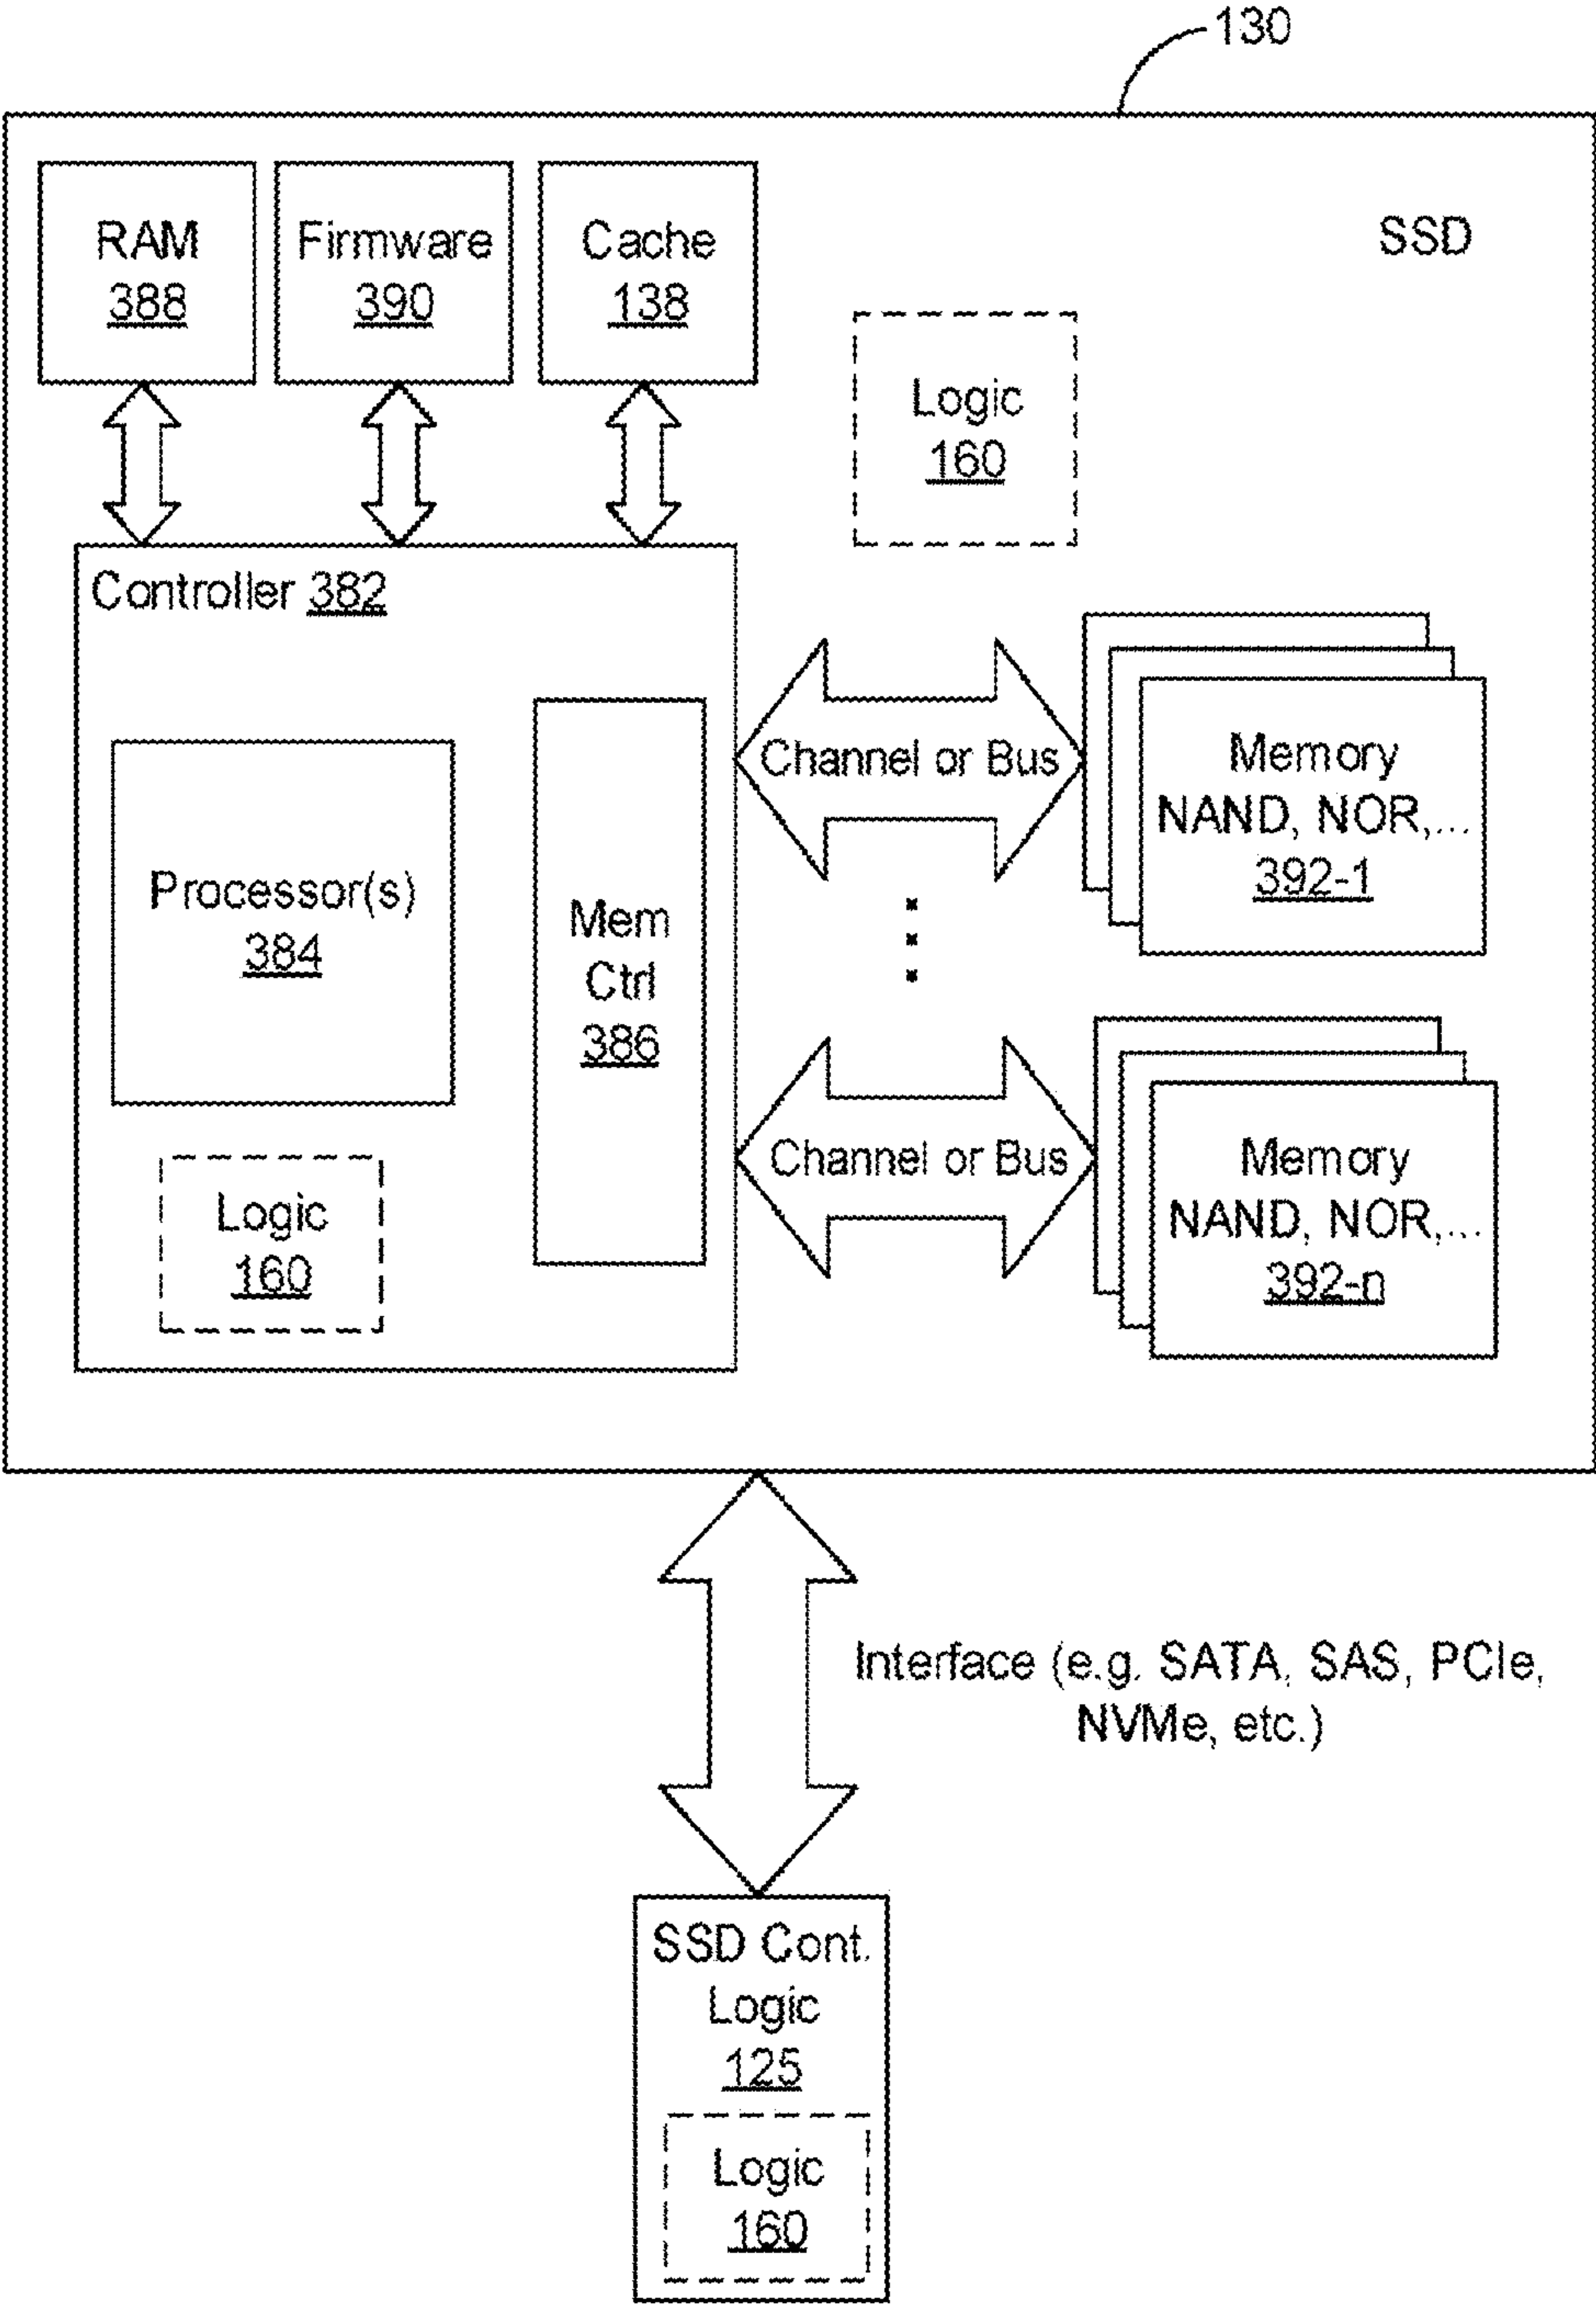 130
RAM
388
Firmware
390
Cache
138
SSD
Logic
160
Controller 382
Processor(s)
384
Mem
Ctrl
386
Logic
160
Channel or Bus
Memory
NAND, NOR,...
392-1
Channel or Bus
Memory
NAND, NOR,...
392-n
Interface (e.g. SATA, SAS, PCIe,
NVMe, etc.)
SSD Cont.
Logic
125
Logic
160